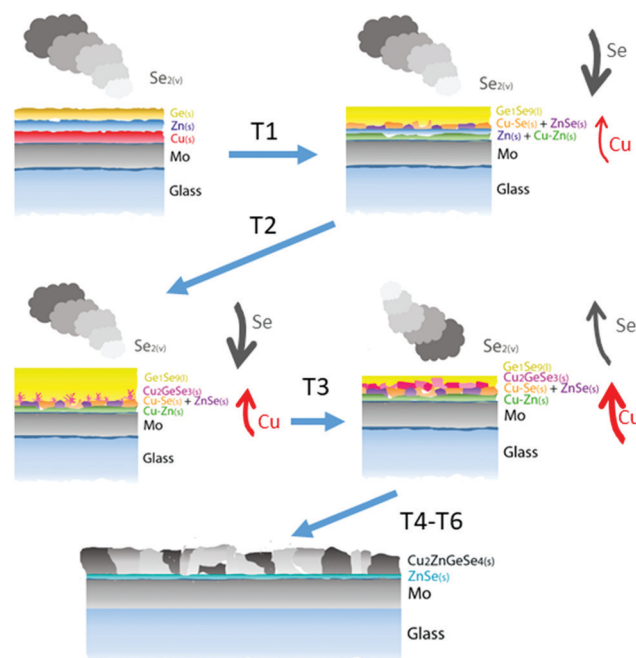 Se2(v)
Ge(s)
Zn(s)
Cu(s)
Mo
Glass
T1
Se2(v)
Se
Ge1Se9(l)
Cu-Se(s) + ZnSe(s)
Zn(s) + Cu-Zn(s)
Mo
Glass
Cu
T2
Se2(v)
Se
Ge1Se9(l)
Cu2GeSe3(s)
Cu-Se(s) + ZnSe(s)
Cu-Zn(s)
Mo
Glass
Cu
T3
Se2(v)
Se
Ge1Se9(l)
Cu2GeSe3(s)
Cu-Se(s) + ZnSe(s)
Cu-Zn(s)
Mo
Glass
Cu
T4-T6
Cu2ZnGeSe4(s)
ZnSe(s)
Mo
Glass